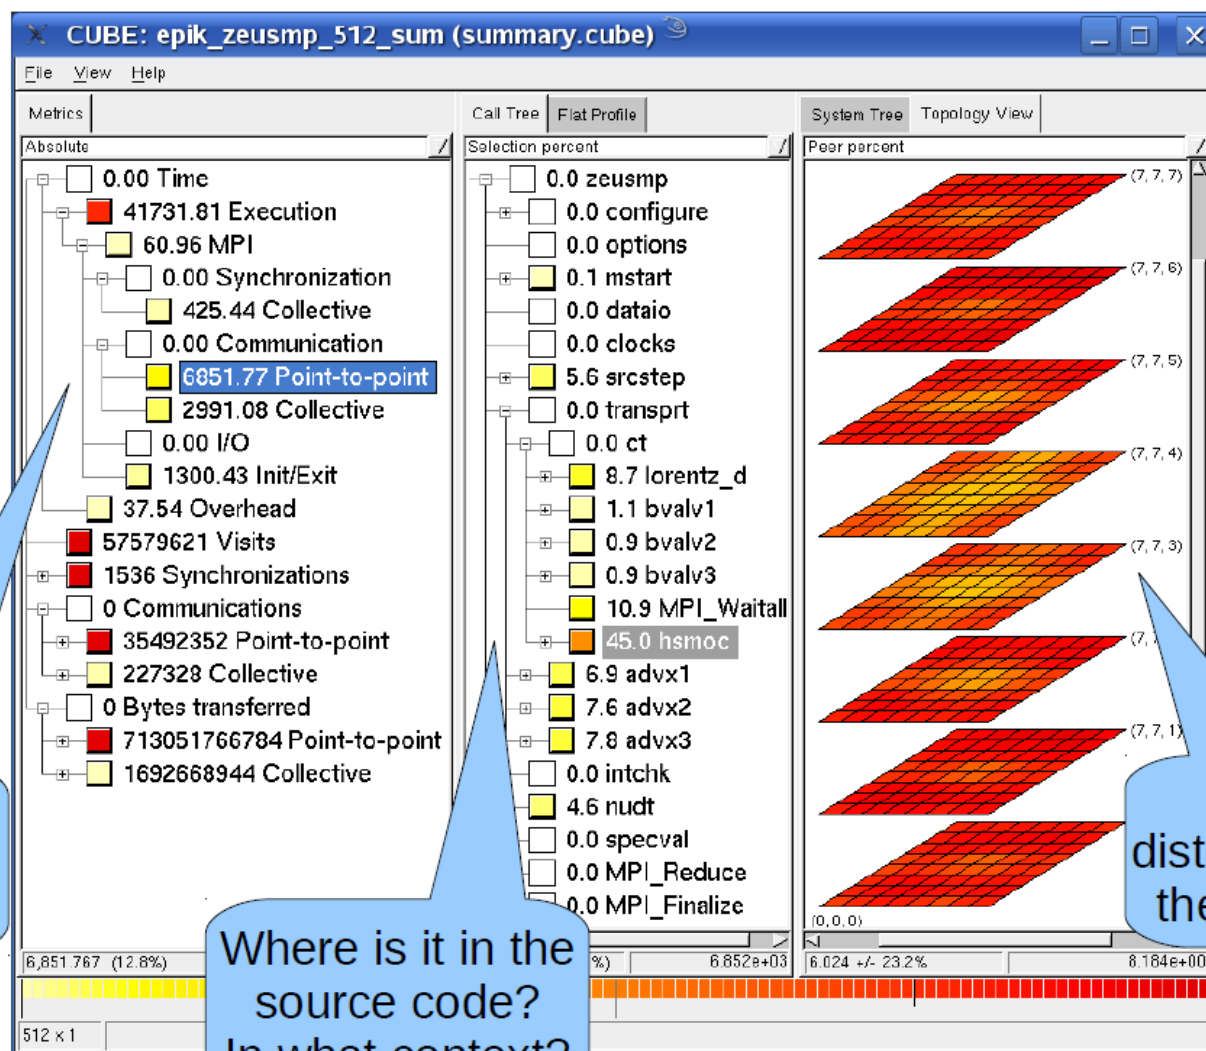 CUBE: epik_zeusmp_512_sum (summary.cube)
File View Help
Metrics
Absolute
0.00 Time
41731.81 Execution
60.96 MPI
0.00 Synchronization
425.44 Collective
0.00 Communication
6851.77 Point-to-point
2991.08 Collective
0.00 I/O
1300.43 Init/Exit
37.54 Overhead
57579621 Visits
1536 Synchronizations
0 Communications
35492352 Point-to-point
227328 Collective
0 Bytes transferred
713051766784 Point-to-point
1692668944 Collective
6,851.767 (12.8%)
Call Tree Flat Profile
Selection percent
0.0 zeusmp
0.0 configure
0.0 options
0.1 mstart
0.0 dataio
0.0 clocks
5.6 srcstep
0.0 transprt
0.0 ct
8.7 lorentz_d
1.1 bvalv1
0.9 bvalv2
0.9 bvalv3
10.9 MPI_Waitall
45.0 hsmoc
6.9 advx1
7.6 advx2
7.8 advx3
0.0 intchk
4.6 nudt
0.0 specval
0.0 MPI_Reduce
0.0 MPI_Finalize
%) 6.852e+03
System Tree Topology View
Peer percent
(7, 7, 7)
(7, 7, 6)
(7, 7, 5)
(7, 7, 4)
(7, 7, 3)
(7, 7, 1)
(0, 0, 0)
6.024 +/- 23.2% 8.184e+00
dist
the
Where is it in the
source code?
In what context?
512 x 1